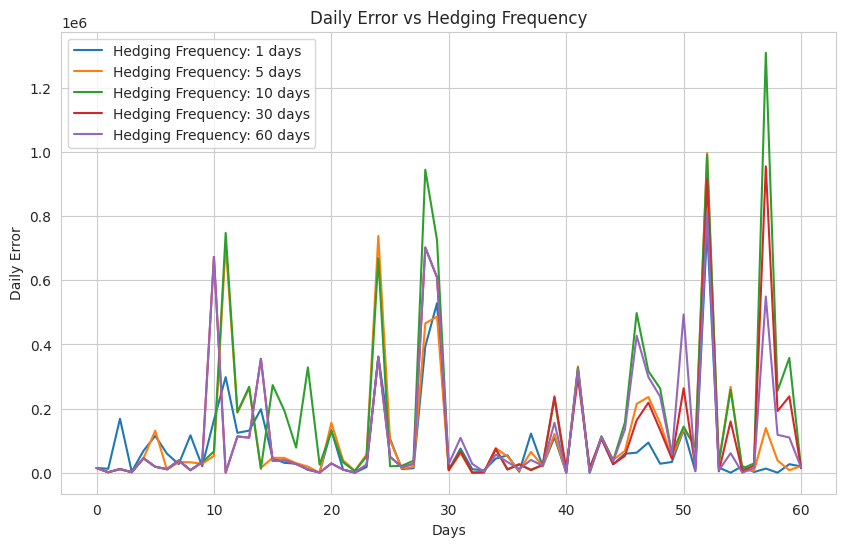 Daily Error vs Hedging Frequency
1e6
Hedging Frequency: 1 days
Hedging Frequency: 5 days
Hedging Frequency: 10 days
Hedging Frequency: 30 days
Hedging Frequency: 60 days
1.2
1.0
0.8
0.6
0.4
0.2
0.0
Daily Error
0 10 20 30 40 50 60
Days